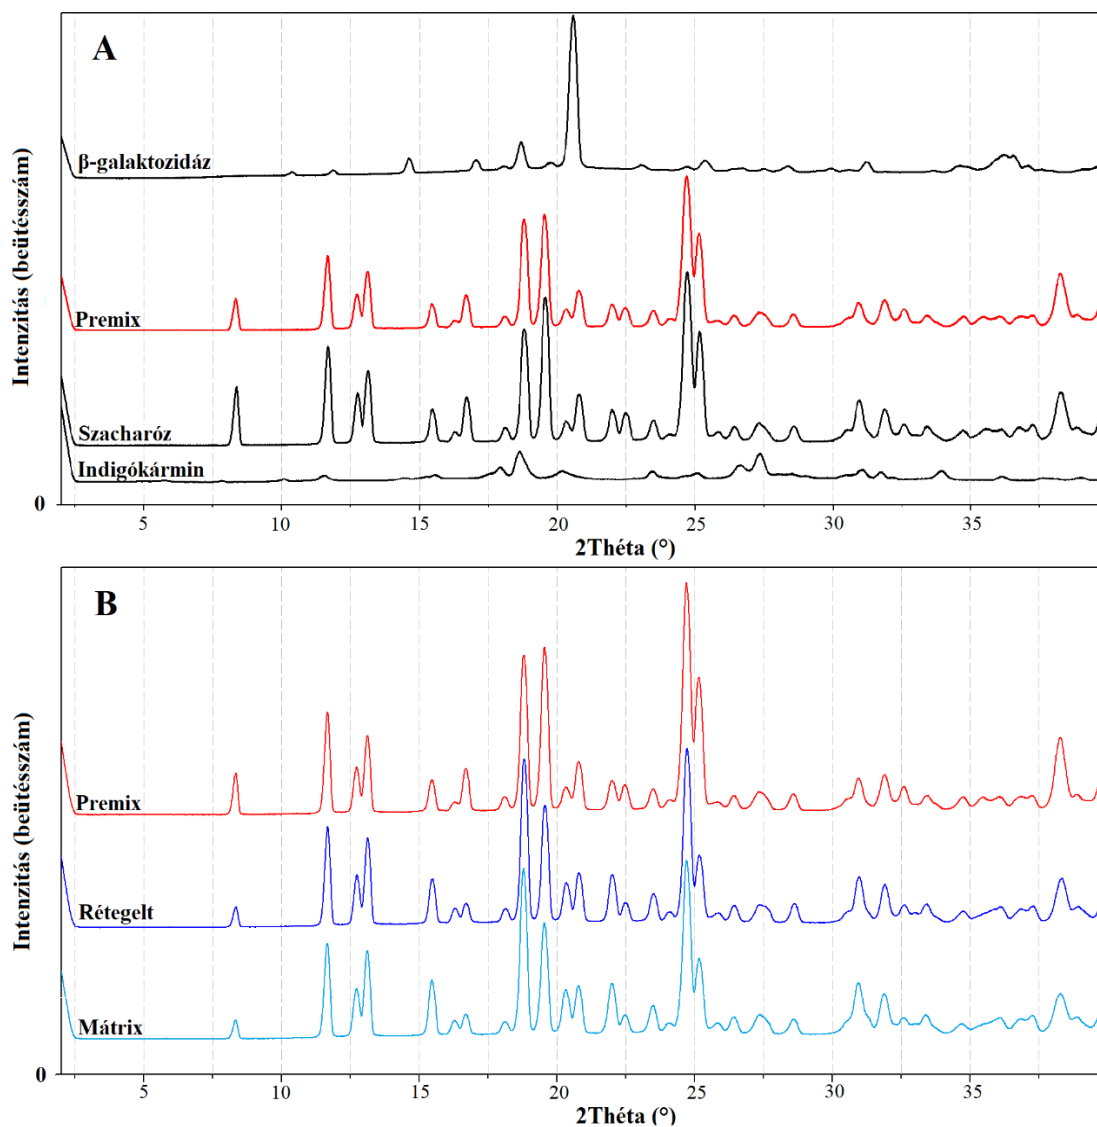 A
Intenzitás (beütésszám)
β-galaktozidáz
Premix
Szacharóz
Indigókármin
0
5 10 15 20 25 30 35
2Théta (°)
B
Intenzitás (beütésszám)
Premix
Rétegelt
Mátrix
0
5 10 15 20 25 30 35
2Théta (°)